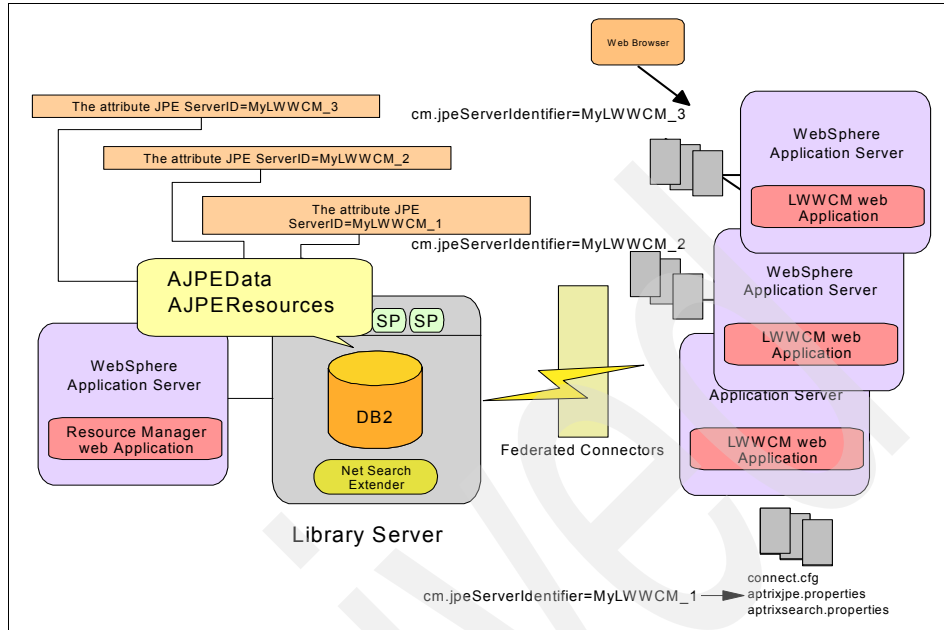 Web Browser
The attribute JPE ServerID=MyLWWCM_3
cm.jpeServerIdentifier=MyLWWCM_3
The attribute JPE ServerID=MyLWWCM_2
WebSphere
Application Server
LWWCM web
Application
The attribute JPE
ServerID=MyLWWCM_1
cm.jpeServerIdentifier=MyLWWCM_2
AJPEData
AJPEResources
WebSphere
Application Server
LWWCM web
Application
SP
SP
WebSphere
Application Server
Resource Manager
web Application
DB2
Net Search
Extender
Library Server
Federated Connectors
Application Server
LWWCM web
Application
cm.jpeServerIdentifier=MyLWWCM_1
connect.cfg
aptrixjpe.properties
aptrixsearch.properties